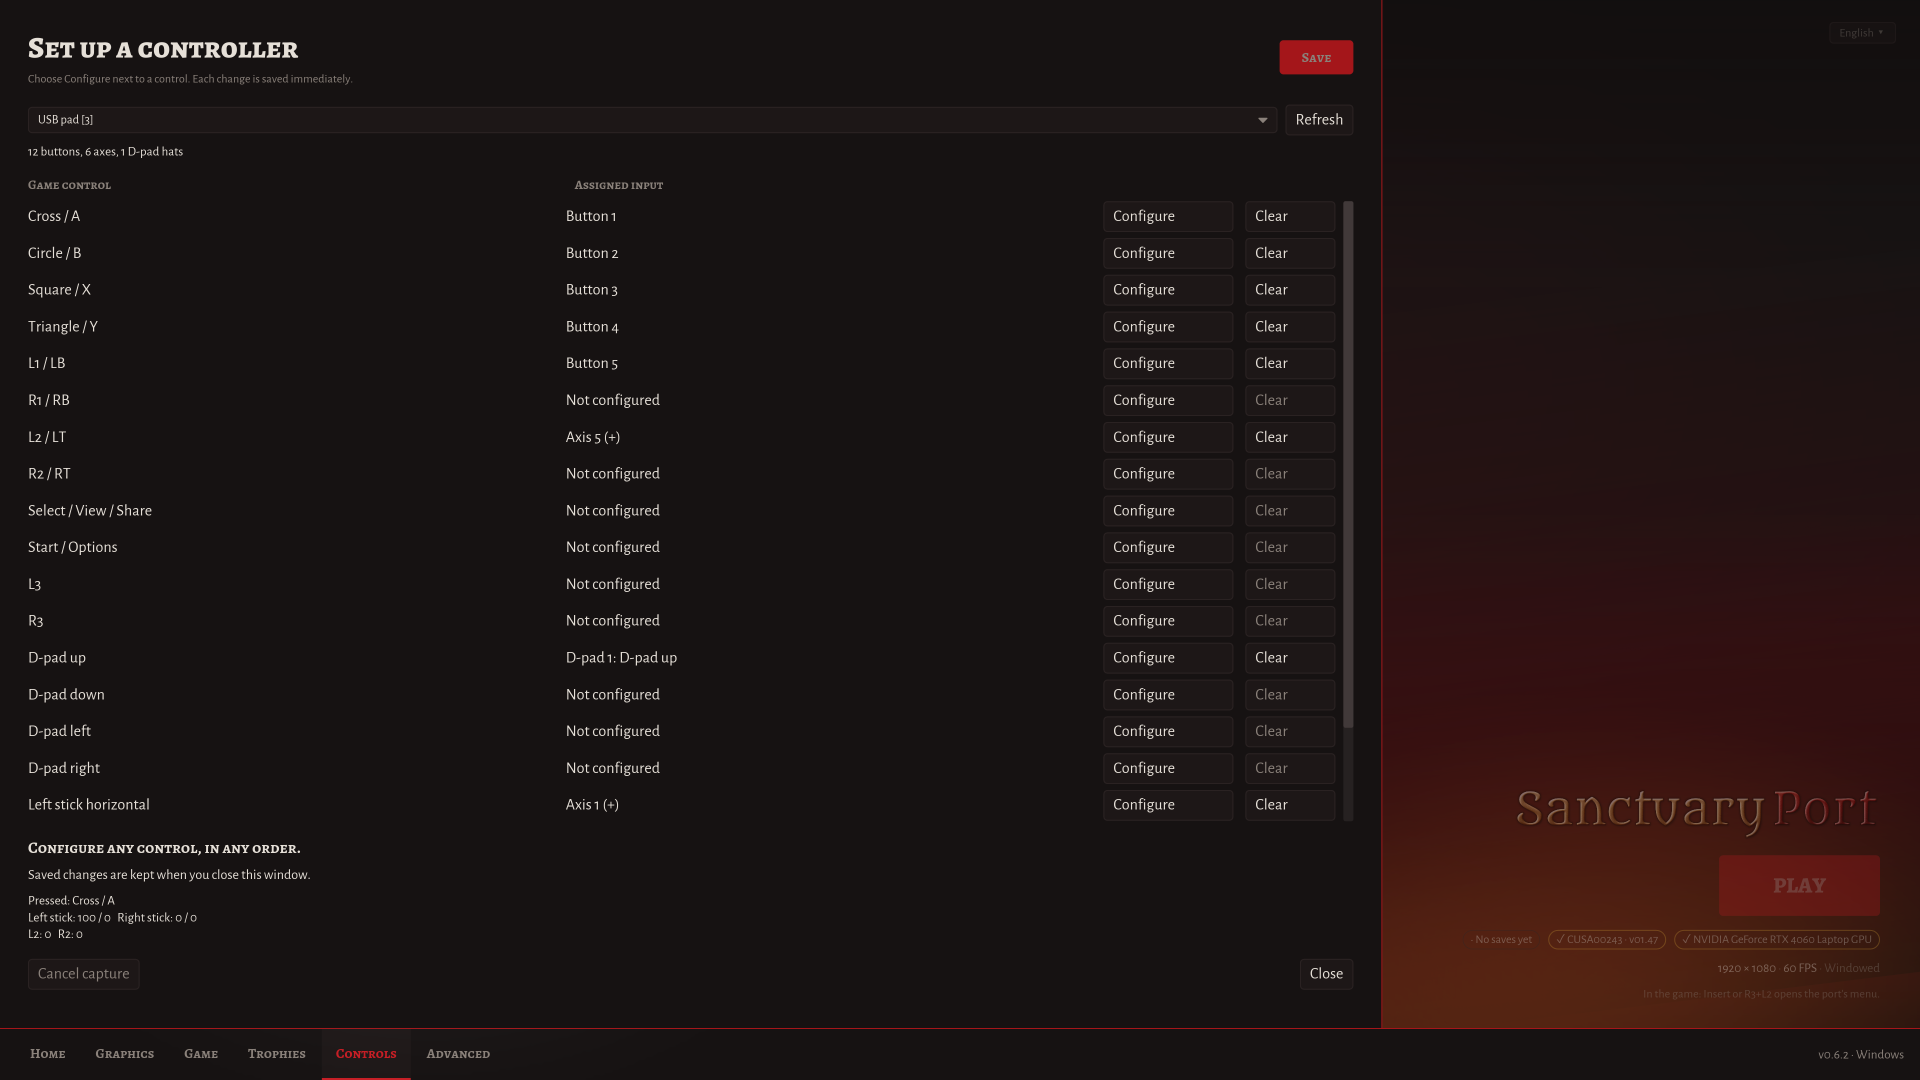 Set up a controller
English ▾
Save
Choose Configure next to a control. Each change is saved immediately.
USB pad [3]
Refresh
12 buttons, 6 axes, 1 D-pad hats
Game control Assigned input
Cross / A Button 1 Configure Clear
Circle / B Button 2 Configure Clear
Square / X Button 3 Configure Clear
Triangle / Y Button 4 Configure Clear
L1 / LB Button 5 Configure Clear
R1 / RB Not configured Configure Clear
L2 / LT Axis 5 (+) Configure Clear
R2 / RT Not configured Configure Clear
Select / View / Share Not configured Configure Clear
Start / Options Not configured Configure Clear
L3 Not configured Configure Clear
R3 Not configured Configure Clear
D-pad up D-pad 1: D-pad up Configure Clear
D-pad down Not configured Configure Clear
D-pad left Not configured Configure Clear
D-pad right Not configured Configure Clear
Left stick horizontal Axis 1 (+) Configure Clear
Configure any control, in any order.
Saved changes are kept when you close this window.
Pressed: Cross / A
Left stick: 100 / 0 Right stick: 0 / 0
L2: 0 R2: 0
Cancel capture
Close
Sanctuary Port
PLAY
· No saves yet ✓ CUSA00243 · v01.47 ✓ NVIDIA GeForce RTX 4060 Laptop GPU
1920 × 1080 · 60 FPS · Windowed
In the game: Insert or R3+L2 opens the port's menu.
Home Graphics Game Trophies Controls Advanced
v0.6.2 · Windows